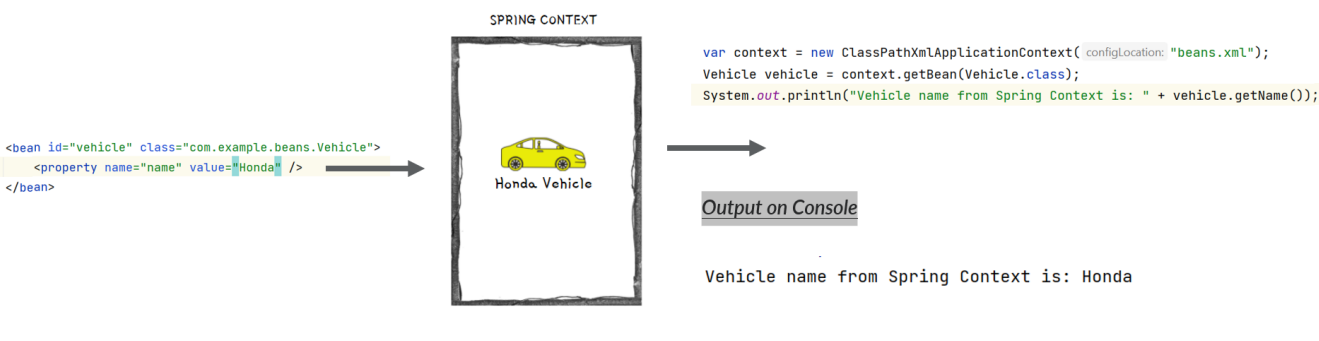 SPRING CONTEXT
<bean id="vehicle" class="com.example.beans.Vehicle">
<property name="name" value="Honda" />
</bean>
Honda Vehicle
var context = new ClassPathXmlApplicationContext( configLocation: "beans.xml");
Vehicle vehicle = context.getBean(Vehicle.class);
System.out.println("Vehicle name from Spring Context is: " + vehicle.getName());
Output on Console
Vehicle name from Spring Context is: Honda